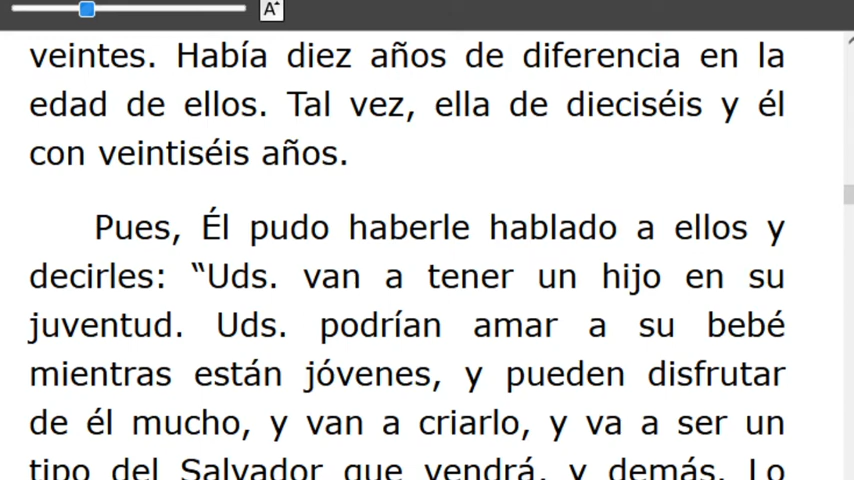 A
veintes. Había diez años de diferencia en la
edad de ellos. Tal vez, ella de dieciséis y él
con veintiséis años.
Pues, Él pudo haberle hablado a ellos y
decirles: “Uds. van a tener un hijo en su
juventud. Uds. podrían amar a su bebé
mientras están jóvenes, y pueden disfrutar
de él mucho, y van a criarlo, y va a ser un
tipo del Salvador que vendrá, y demás. Lo